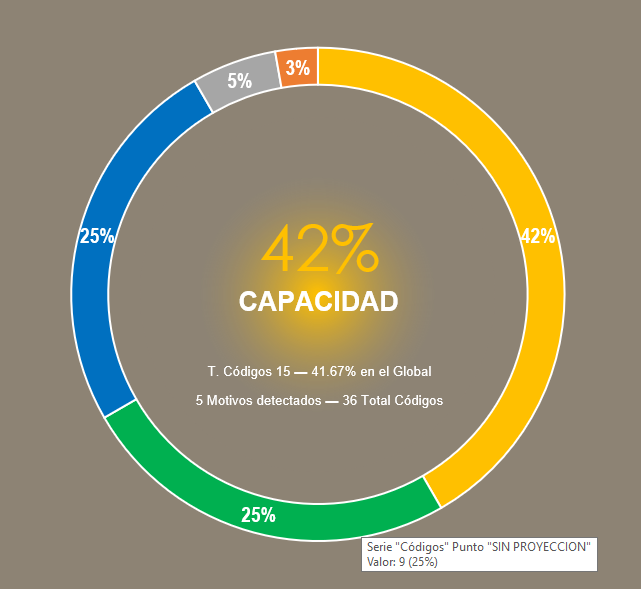 3%
5%
25%
42%
42%
CAPACIDAD
T. Códigos 15 — 41.67% en el Global
5 Motivos detectados — 36 Total Códigos
25%
Serie "Códigos" Punto "SIN PROYECCION"
Valor: 9 (25%)